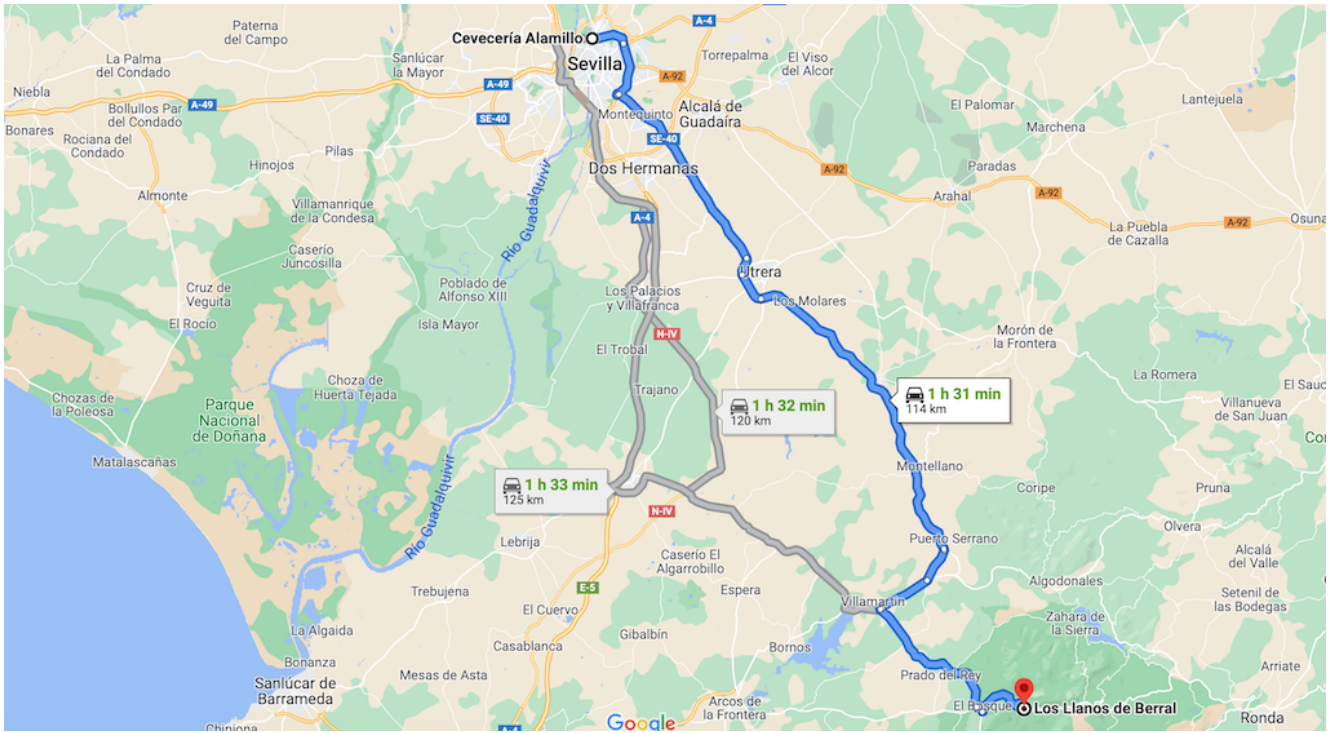 Paterna
del Campo
A-4
Cevecería Alamillo
Sevilla
Torrepalma
El Viso
del Alcor
La Palma
del Condado
Sanlúcar
la Mayor
A-49
A-92
Niebla
A-49
Bollullos Par
del Condado
SE-40
Montequinto
Alcalá de
Guadaíra
El Palomar
Lantejuela
Bonares
Rociana del
Condado
Pilas
SE-40
Marchena
Hinojos
Dos Hermanas
A-92
Paradas
Almonte
Arahal
A-92
Villamanrique
de la Condesa
A-4
Río Guadalquivir
La Puebla
de Cazalla
A-92
Osuna
Caserío
Juncosilla
Utrera
Cruz de
Veguita
Poblado de
Alfonso XIII
Los Palacios
y Villafranca
Los Molares
El Rocío
Isla Mayor
N-IV
Morón de
la Frontera
El Trobal
Choza de
Huerta Tejada
Trajano
La Romera
El Sauc
Chozas de
la Poleosa
Parque
Nacional
de Doñana
1 h 32 min
120 km
1 h 31 min
114 km
Villanueva
de San Juan
Cor
Matalascañas
Río Guadalquivir
1 h 33 min
125 km
Montellano
Coripe
Pruna
N-IV
Olvera
Lebrija
Puerto Serrano
Caserío El
Algarrobillo
Alcalá
del Valle
Trebujena
E-5
Espera
Algodonales
Villamartín
Setenil de
las Bodegas
El Cuervo
Zahara de
la Sierra
La Algaida
Gibalbín
Casablanca
Bornos
Bonanza
Mesas de Asta
Prado del Rey
Arriate
Sanlúcar de
Barrameda
Arcos de
la Frontera
El Bosque
Los Llanos de Berral
Ronda
Chipiona
A-4
Google